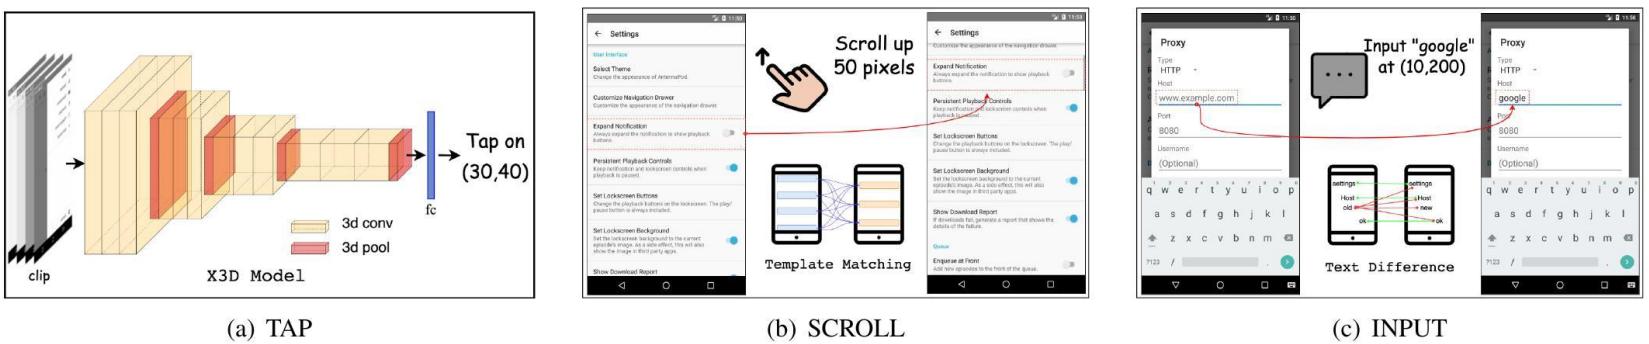 clip
fc
Tap on
(30,40)
3d conv
3d pool
X3D Model
(a) TAP
11:50
Settings
User Interface
Select Theme
Change the appearance of AntennaPod.
Customize Navigation Drawer
Customize the appearance of the navigation drawer.
Expand Notification
Always expand the notification to show playback
buttons.
Persistent Playback Controls
Keep notification and lockscreen controls when
playback is paused.
Set Lockscreen Buttons
Change the playback buttons on the lockscreen. The play/
pause button is always included.
Set Lockscreen Background
Set the lockscreen background to the current
episode's image. As a side effect, this will also
show the image in third party apps.
Show Download Report
Scroll up
50 pixels
Template Matching
Settings
Customize the appearance of the navigation drawer.
Expand Notification
Always expand the notification to show playback
buttons.
Persistent Playback Controls
Keep notification and lockscreen controls when
playback is paused.
Set Lockscreen Buttons
Change the playback buttons on the lockscreen. The play/
pause button is always included.
Set Lockscreen Background
Set the lockscreen background to the current
episode's image. As a side effect, this will also
show the image in third party apps.
Show Download Report
If downloads fail, generate a report that shows the
details of the failure.
Queue
Enqueue at Front
Add new episodes to the front of the queue.
(b) SCROLL
Proxy
Type
HTTP
Host
www.example.com
Port
8080
Username
(Optional)
q w e r t y u i o p
a s d f g h j k l
z x c v b n m
?123 / .
Input "google"
at (10,200)
settings settings
Host Host
old new
ok ok
Text Difference
Proxy
Type
HTTP
Host
google
Port
8080
Username
(Optional)
q w e r t y u i o p
a s d f g h j k l
z x c v b n m
?123 / .
(c) INPUT